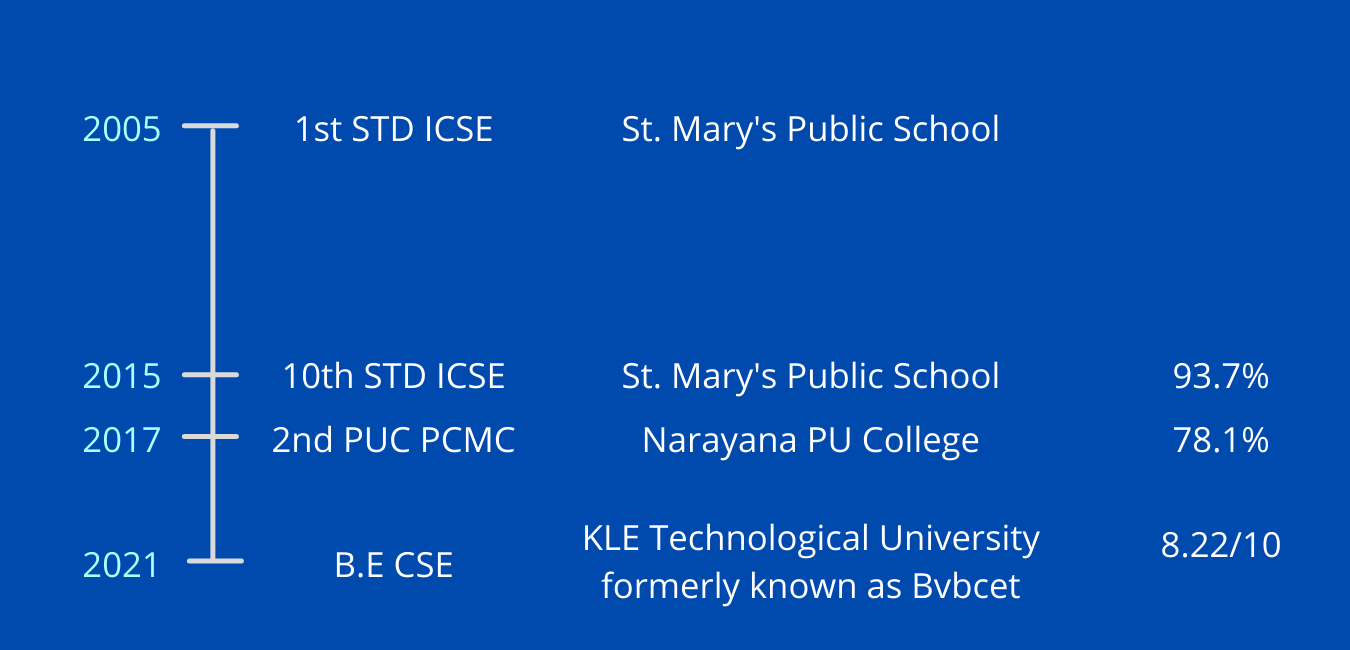 2005 1st STD ICSE St. Mary's Public School
2015 10th STD ICSE St. Mary's Public School 93.7%
2017 2nd PUC PCMC Narayana PU College 78.1%
2021 B.E CSE KLE Technological University 8.22/10
formerly known as Bvbcet